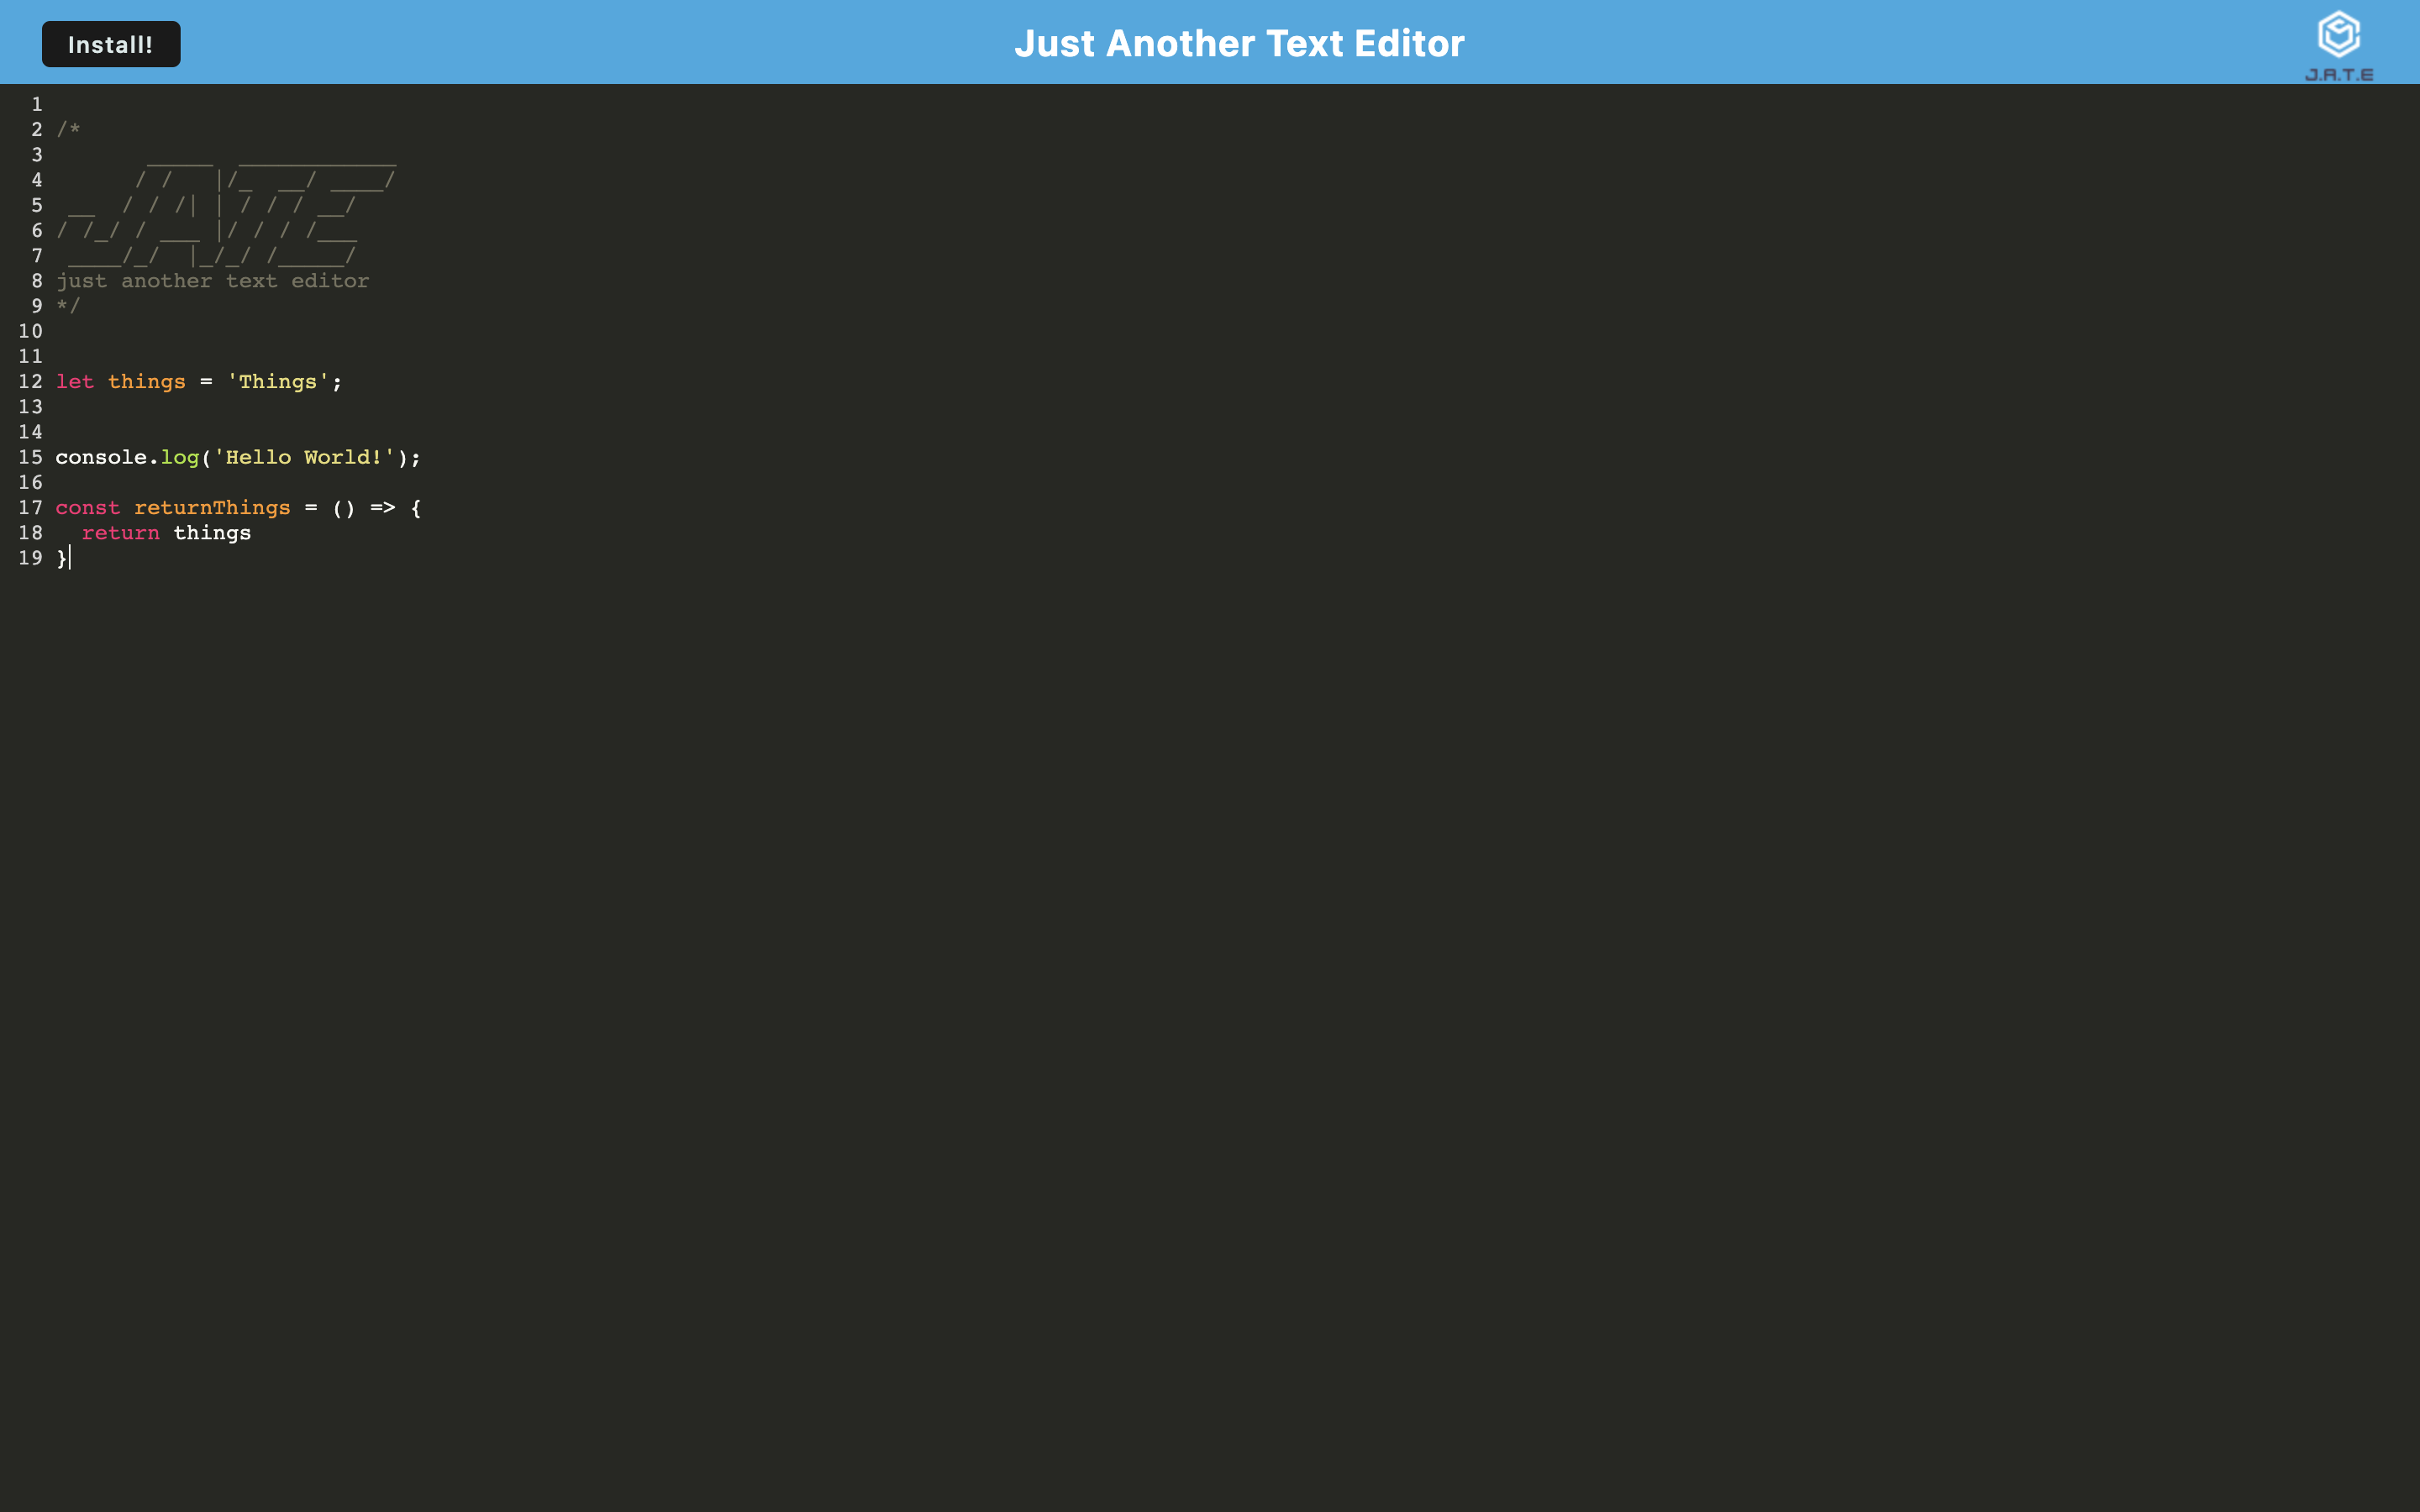 Install!
Just Another Text Editor
J.A.T.E
1
2 /*
3       _____  ____________
4      / /    |/_  __/ ____/
5 __  / / /| | / / / __/
6 / /_/ / ___ |/ / / /___
7 ____/_/  |_/_/ /_____/
8 just another text editor
9 */
10
11
12 let things = 'Things';
13
14
15 console.log('Hello World!');
16
17 const returnThings = () => {
18   return things
19 }